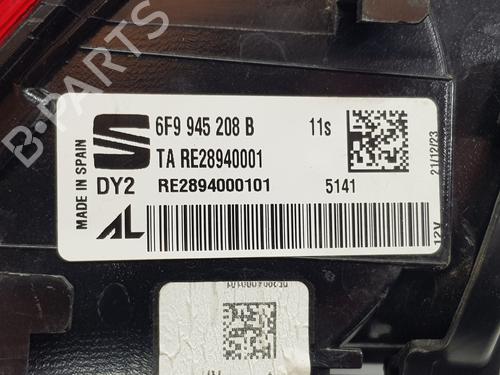 B-PARTS
6F9 945 208 B 11s
TA RE28940001
DY2 RE2894000101 5141
MADE IN SPAIN
AL
21/12/23
12V